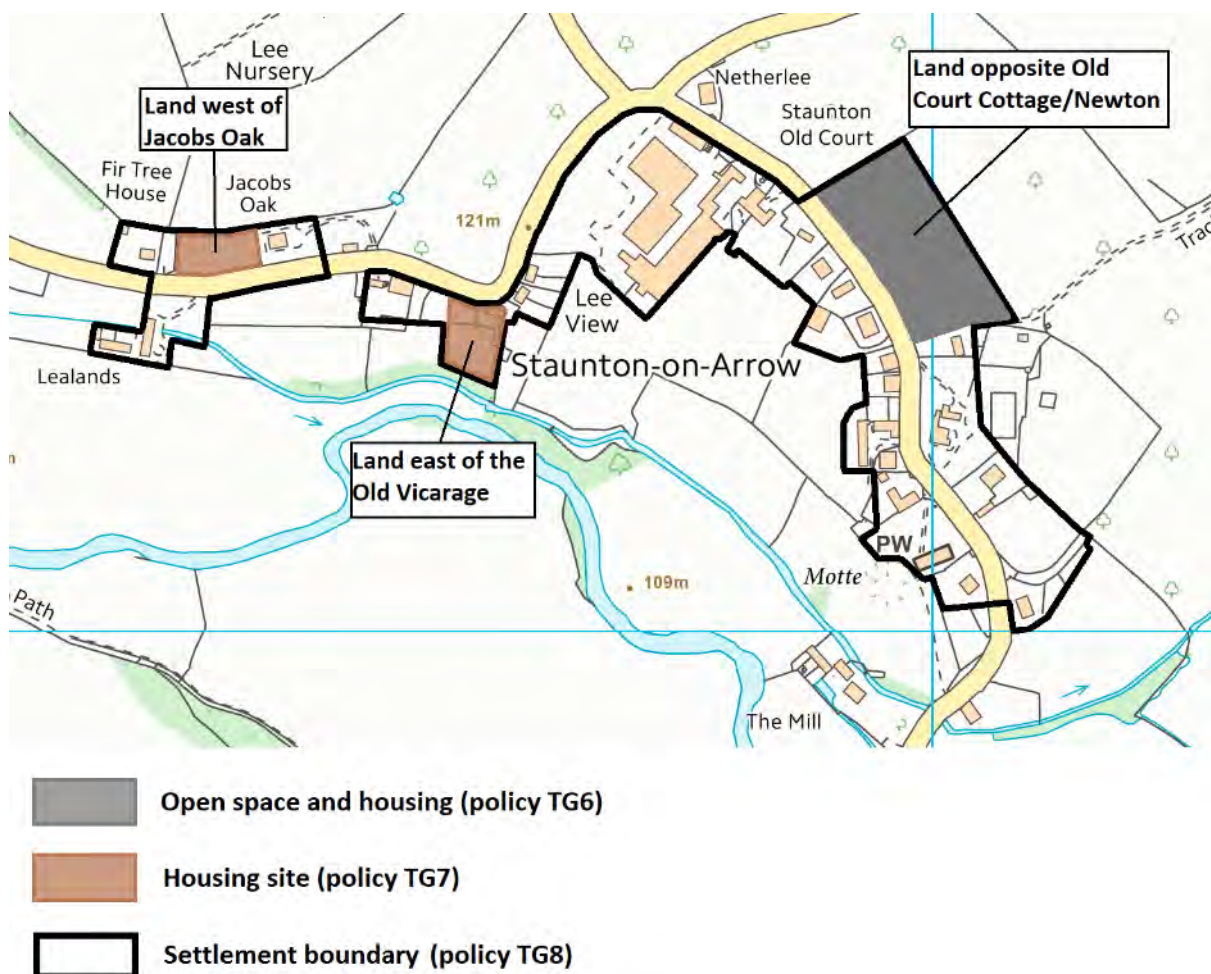 Lee
Nursery
Land west of
Jacobs Oak
Fir Tree
House
Jacobs
Oak
121m
Netherlee
Staunton
Old Court
Land opposite Old
Court Cottage/Newton
Trac
Lee
View
Staunton-on-Arrow
Lealands
Land east of the
Old Vicarage
m
PW
Motte
109m
Path
The Mill
Open space and housing (policy TG6)
Housing site (policy TG7)
Settlement boundary (policy TG8)